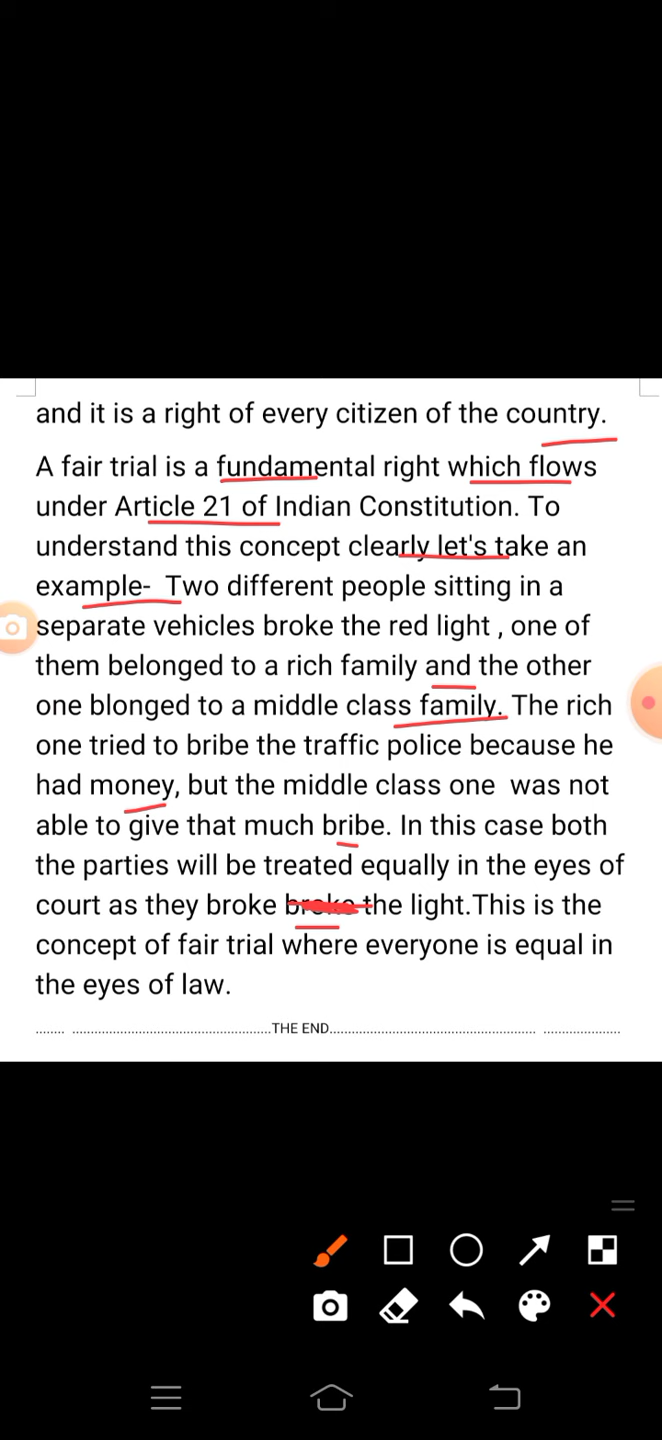 and it is a right of every citizen of the country.
A fair trial is a fundamental right which flows
under Article 21 of Indian Constitution. To
understand this concept clearly let's take an
example- Two different people sitting in a
separate vehicles broke the red light , one of
them belonged to a rich family and the other
one blonged to a middle class family. The rich
one tried to bribe the traffic police because he
had money, but the middle class one was not
able to give that much bribe. In this case both
the parties will be treated equally in the eyes of
court as they broke broke the light.This is the
concept of fair trial where everyone is equal in
the eyes of law.
........ ...................................................THE END..................................................... ....................